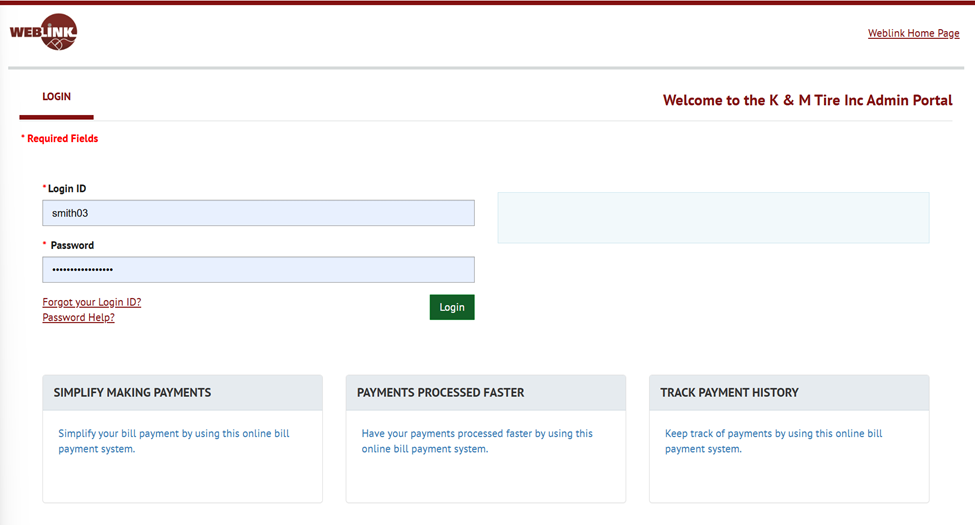 WEBLINK
Weblink Home Page
LOGIN
Welcome to the K & M Tire Inc Admin Portal
* Required Fields
*Login ID
smith03
* Password
•••••••••••••••••
Forgot your Login ID?
Login
Password Help?
SIMPLIFY MAKING PAYMENTS
Simplify your bill payment by using this online bill
payment system.
PAYMENTS PROCESSED FASTER
Have your payments processed faster by using this
online bill payment system.
TRACK PAYMENT HISTORY
Keep track of payments by using this online bill
payment system.